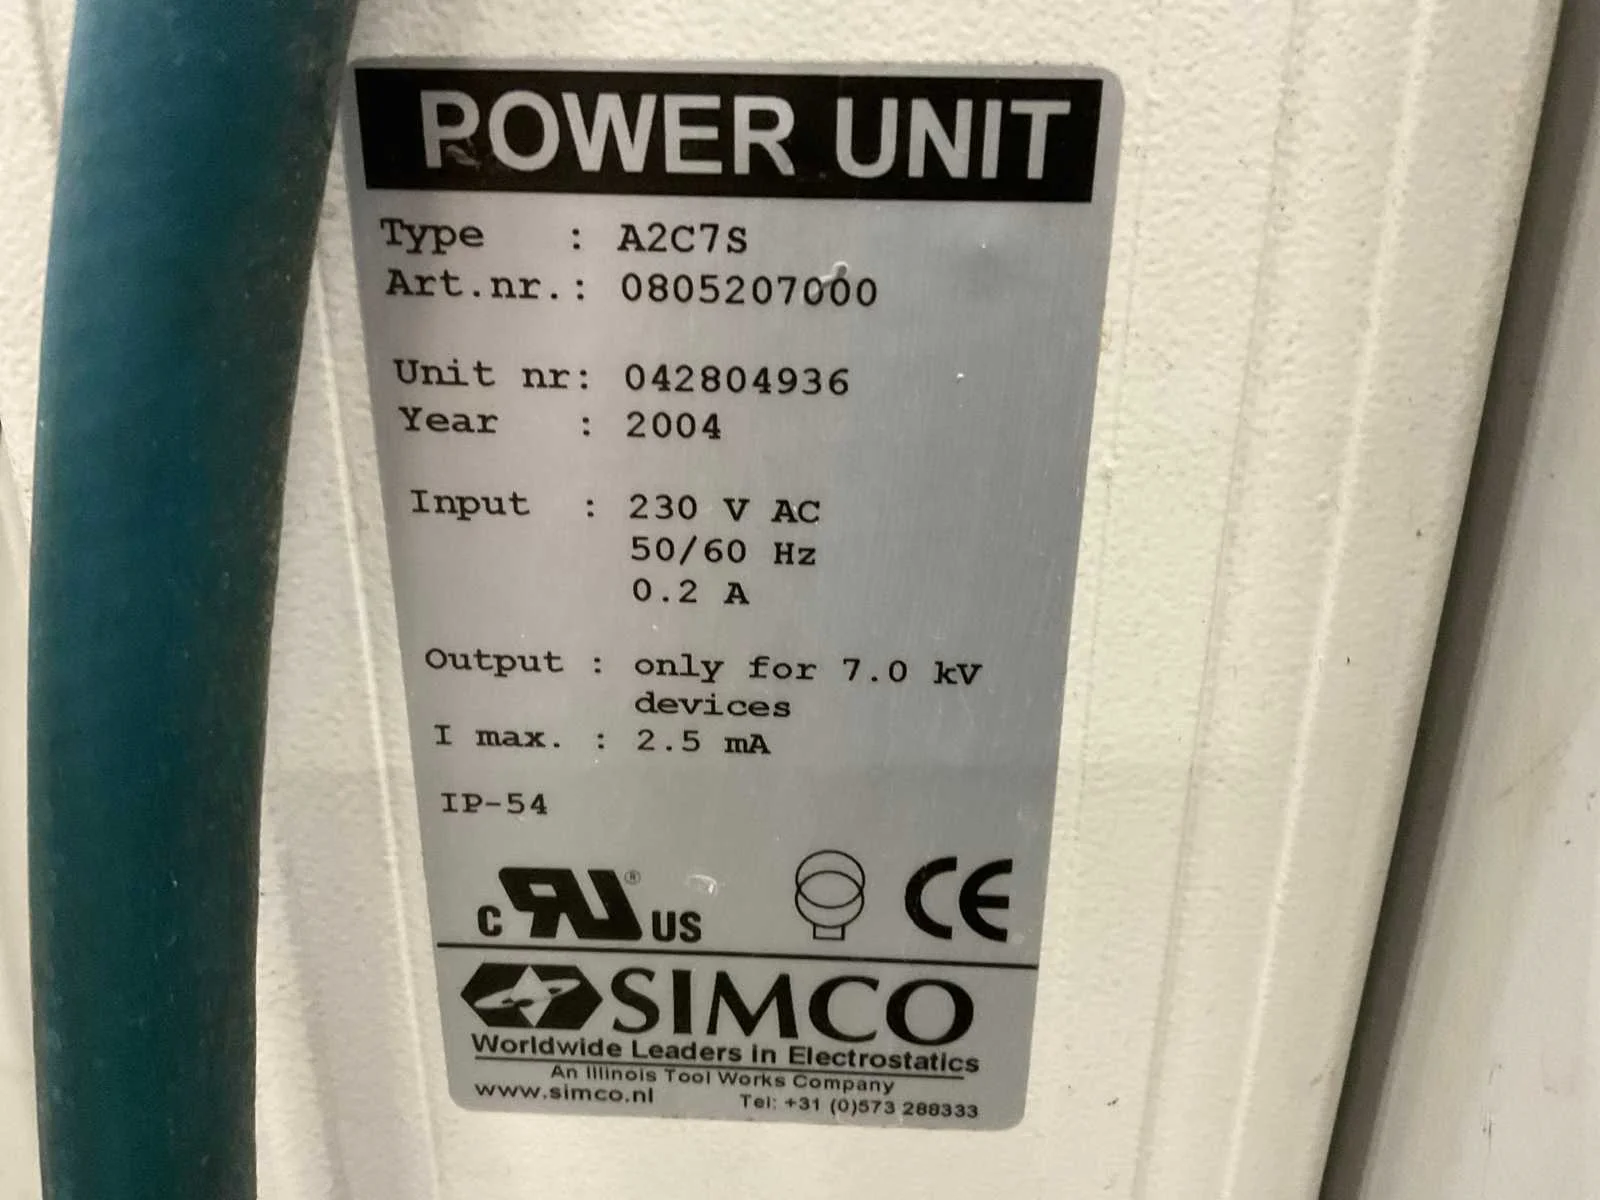 POWER UNIT
Type : A2C7S
Art.nr.: 0805207000
Unit nr: 042804936
Year : 2004
Input : 230 V AC
50/60 Hz
0.2 A
Output : only for 7.0 kV
devices
I max. : 2.5 mA
IP-54
C RU ® US CE
SIMCO
Worldwide Leaders in Electrostatics
An Illinois Tool Works Company
www.simco.nl Tel: +31 (0)573 288333